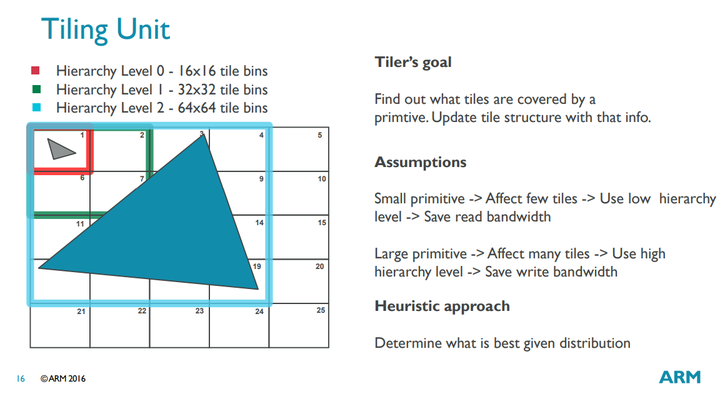 Tiling Unit
Hierarchy Level 0 - 16x16 tile bins
Hierarchy Level 1 - 32x32 tile bins
Hierarchy Level 2 - 64x64 tile bins
1 2 3 4 5
6 7 9 10
11 14 15
19 20
21 22 23 24 25
Tiler's goal
Find out what tiles are covered by a
primtive. Update tile structure with that info.
Assumptions
Small primitive -> Affect few tiles -> Use low hierarchy
level -> Save read bandwidth
Large primitive -> Affect many tiles -> Use high
hierarchy level -> Save write bandwidth
Heuristic approach
Determine what is best given distribution
16 ©ARM 2016
ARM